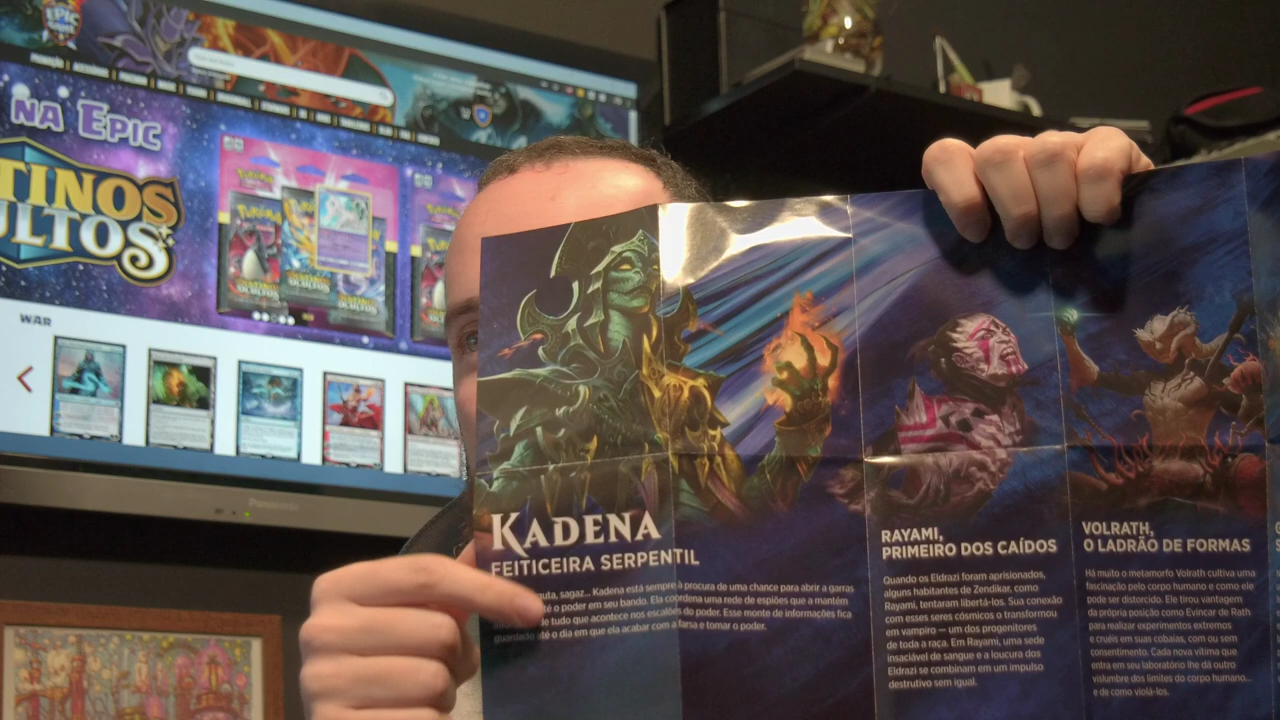 EPIC
NA EPIC
TINOS
ULTOS
WAR
Pokémon
OCULTOS
Panasonic
KADENA
FEITICEIRA SERPENTIL
sagaz... Kadena está sempre à procura de uma chance para abrir a garras
até o poder em seu bando. Ela coordena uma rede de espiões que a mantém
de tudo que acontece nos escalões do poder. Esse monte de informações fica
guardado até o dia em que ela acabar com a farsa e tomar o poder.
RAYAMI,
PRIMEIRO DOS CAÍDOS
Quando os Eldrazi foram aprisionados,
alguns habitantes de Zendikar, como
Rayami, tentaram libertá-los. Sua conexão
com esses seres cósmicos o transformou
em vampiro — um dos progenitores
de toda a raça. Em Rayami, uma sede
insaciável de sangue e a loucura dos
Eldrazi se combinam em um impulso
destrutivo sem igual.
VOLRATH,
O LADRÃO DE FORMAS
Há muito o metamorfo Volrath cultiva uma
fascinação pelo corpo humano e como ele
pode ser distorcido. Ele tirou vantagem
da própria posição como Evincar de Rath
para realizar experimentos extremos
e cruéis em suas cobaias, com ou sem
consentimento. Cada nova vítima que
entra em seu laboratório lhe dá outro
vislumbre dos limites do corpo humano...
e de como violá-los.